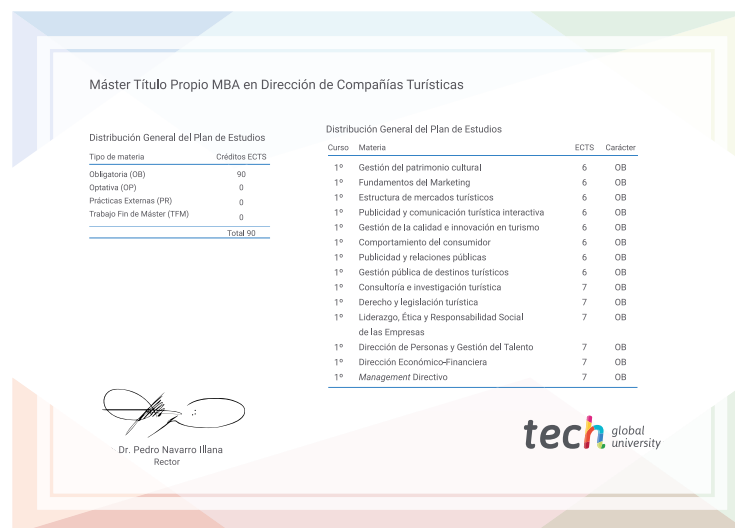 Máster Título Propio MBA en Dirección de Compañías Turísticas
Distribución General del Plan de Estudios
Tipo de materia Créditos ECTS
Obligatoria (OB) 90
Optativa (OP) 0
Prácticas Externas (PR) 0
Trabajo Fin de Máster (TFM) 0
Total 90
Distribución General del Plan de Estudios
Curso Materia ECTS Carácter
1º Gestión del patrimonio cultural 6 OB
1º Fundamentos del Marketing 6 OB
1º Estructura de mercados turísticos 6 OB
1º Publicidad y comunicación turística interactiva 6 OB
1º Gestión de la calidad e innovación en turismo 6 OB
1º Comportamiento del consumidor 6 OB
1º Publicidad y relaciones públicas 6 OB
1º Gestión pública de destinos turísticos 6 OB
1º Consultoría e investigación turística 7 OB
1º Derecho y legislación turística 7 OB
1º Liderazgo, Ética y Responsabilidad Social 7 OB
de las Empresas
1º Dirección de Personas y Gestión del Talento 7 OB
1º Dirección Económico-Financiera 7 OB
1º Management Directivo 7 OB
Dr. Pedro Navarro Illana
Rector
tech global
university